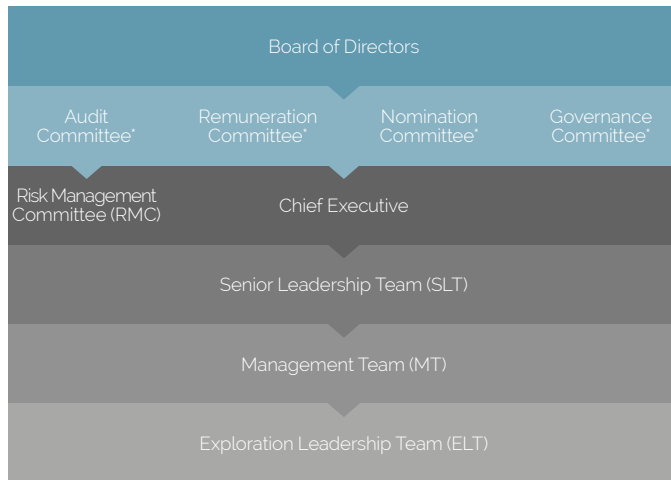 Board of Directors
Audit
Committee*
Remuneration
Committee*
Nomination
Committee*
Governance
Committee*
Risk Management
Committee (RMC)
Chief Executive
Senior Leadership Team (SLT)
Management Team (MT)
Exploration Leadership Team (ELT)